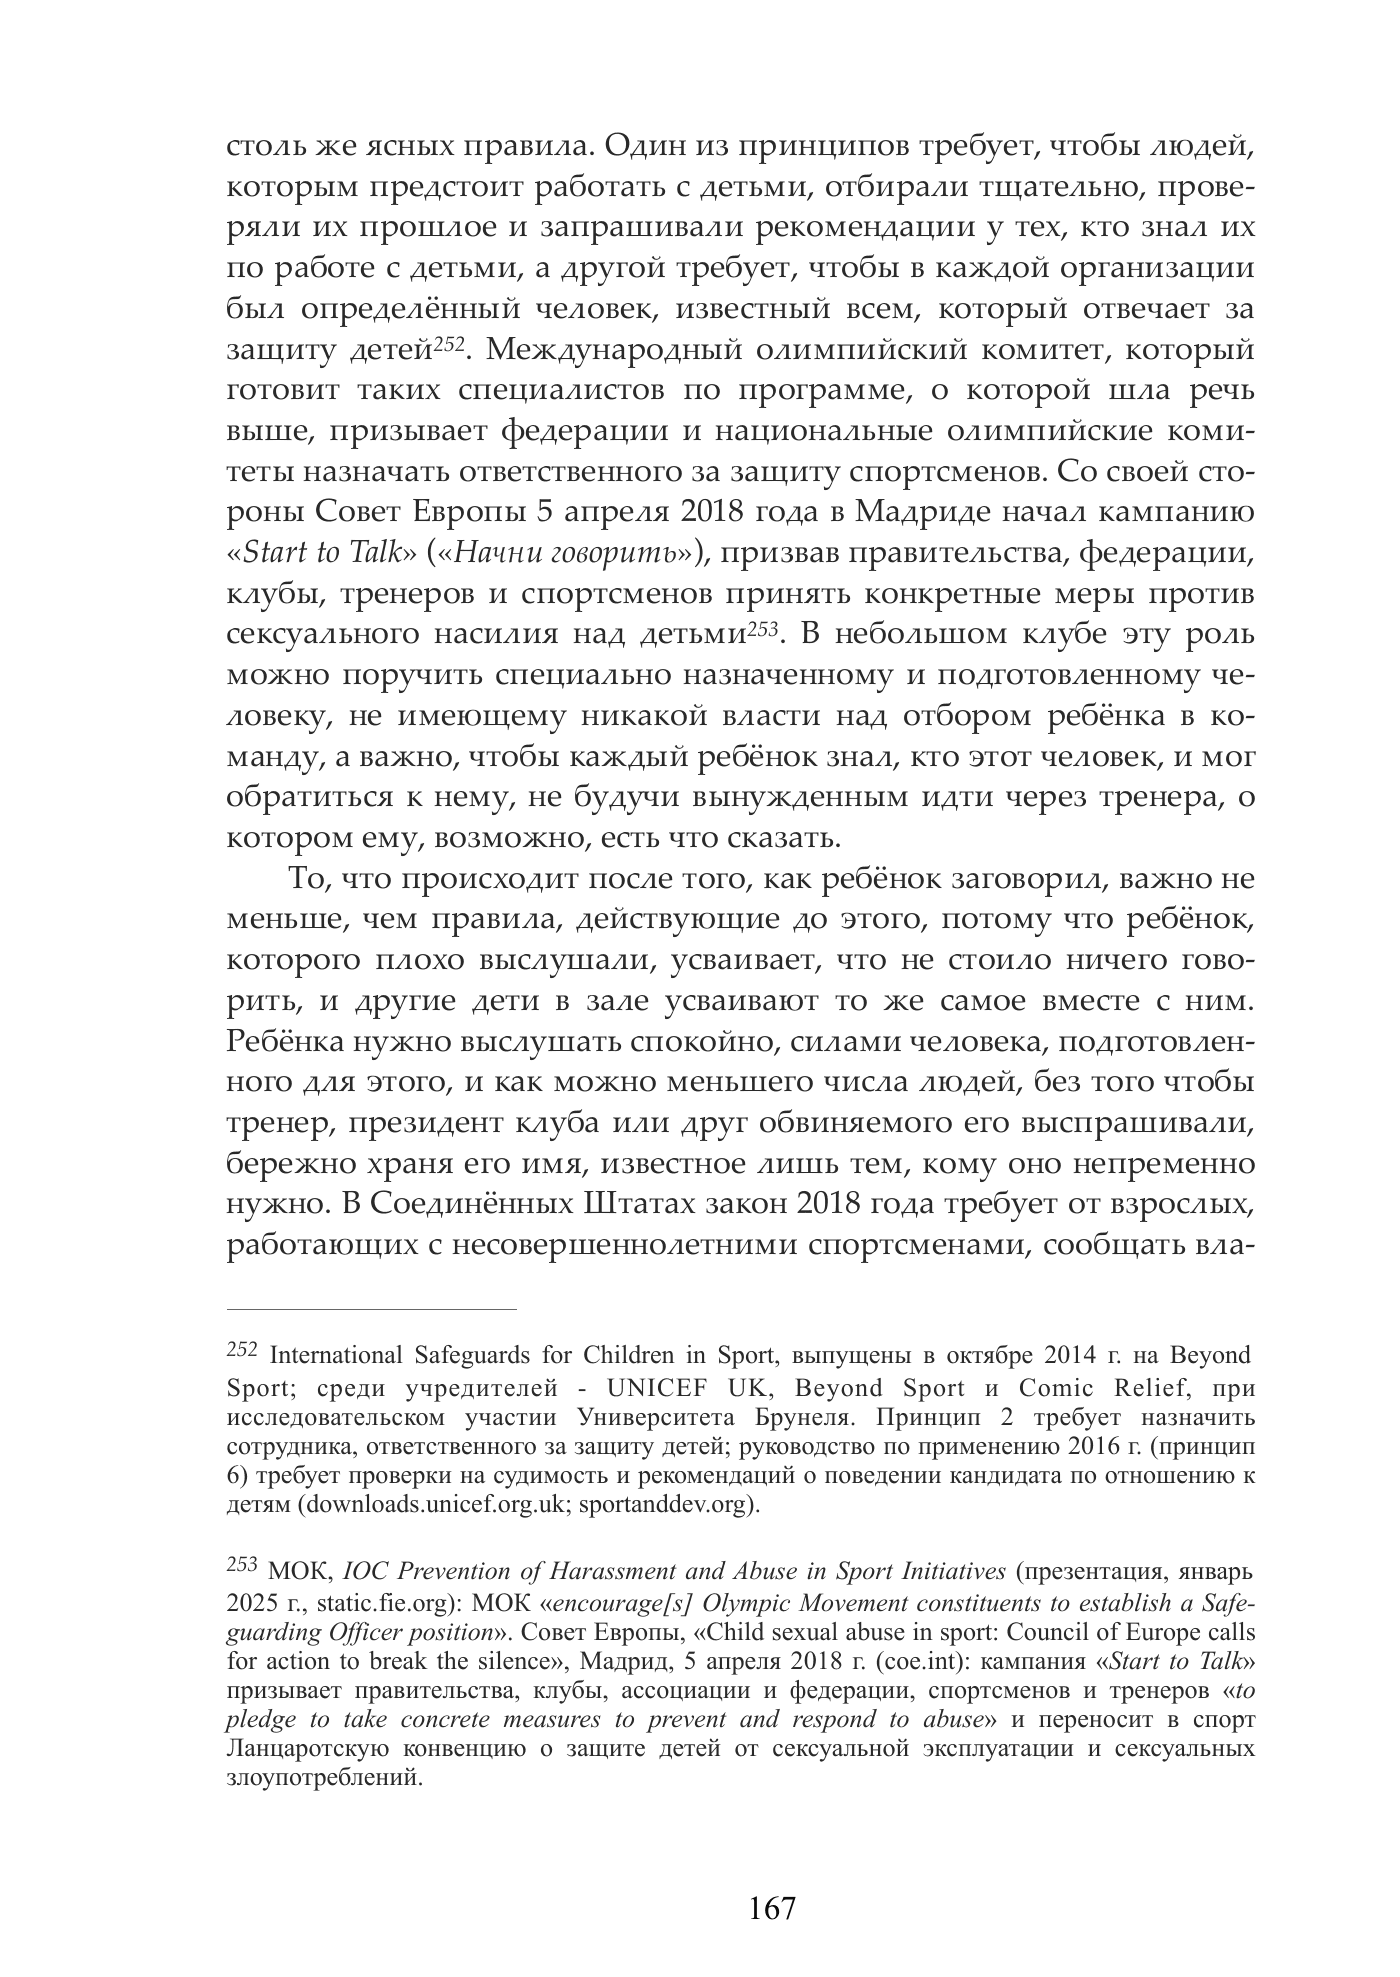 столь же ясных правила. Один из принципов требует, чтобы людей,
которым предстоит работать с детьми, отбирали тщательно, прове-
ряли их прошлое и запрашивали рекомендации у тех, кто знал их
по работе с детьми, а другой требует, чтобы в каждой организации
был определённый человек, известный всем, который отвечает за
защиту детей252. Международный олимпийский комитет, который
готовит таких специалистов по программе, о которой шла речь
выше, призывает федерации и национальные олимпийские коми-
теты назначать ответственного за защиту спортсменов. Со своей сто-
роны Совет Европы 5 апреля 2018 года в Мадриде начал кампанию
«Start to Talk» («Начни говорить»), призвав правительства, федерации,
клубы, тренеров и спортсменов принять конкретные меры против
сексуального насилия над детьми253. В небольшом клубе эту роль
можно поручить специально назначенному и подготовленному че-
ловеку, не имеющему никакой власти над отбором ребёнка в ко-
манду, а важно, чтобы каждый ребёнок знал, кто этот человек, и мог
обратиться к нему, не будучи вынужденным идти через тренера, о
котором ему, возможно, есть что сказать.
То, что происходит после того, как ребёнок заговорил, важно не
меньше, чем правила, действующие до этого, потому что ребёнок,
которого плохо выслушали, усваивает, что не стоило ничего гово-
рить, и другие дети в зале усваивают то же самое вместе с ним.
Ребёнка нужно выслушать спокойно, силами человека, подготовлен-
ного для этого, и как можно меньшего числа людей, без того чтобы
тренер, президент клуба или друг обвиняемого его выспрашивали,
бережно храня его имя, известное лишь тем, кому оно непременно
нужно. В Соединённых Штатах закон 2018 года требует от взрослых,
работающих с несовершеннолетними спортсменами, сообщать вла-
252 International Safeguards for Children in Sport, выпущены в октябре 2014 г. на Beyond
Sport; среди учредителей - UNICEF UK, Beyond Sport и Comic Relief, при
исследовательском участии Университета Брунеля. Принцип 2 требует назначить
сотрудника, ответственного за защиту детей; руководство по применению 2016 г. (принцип
6) требует проверки на судимость и рекомендаций о поведении кандидата по отношению к
детям (downloads.unicef.org.uk; sportanddev.org).
253 МОК, IOC Prevention of Harassment and Abuse in Sport Initiatives (презентация, январь
2025 г., static.fie.org): МОК «encourage[s] Olympic Movement constituents to establish a Safe-
guarding Officer position». Совет Европы, «Child sexual abuse in sport: Council of Europe calls
for action to break the silence», Мадрид, 5 апреля 2018 г. (coe.int): кампания «Start to Talk»
призывает правительства, клубы, ассоциации и федерации, спортсменов и тренеров «to
pledge to take concrete measures to prevent and respond to abuse» и переносит в спорт
Ланцаротскую конвенцию о защите детей от сексуальной эксплуатации и сексуальных
злоупотреблений.
167